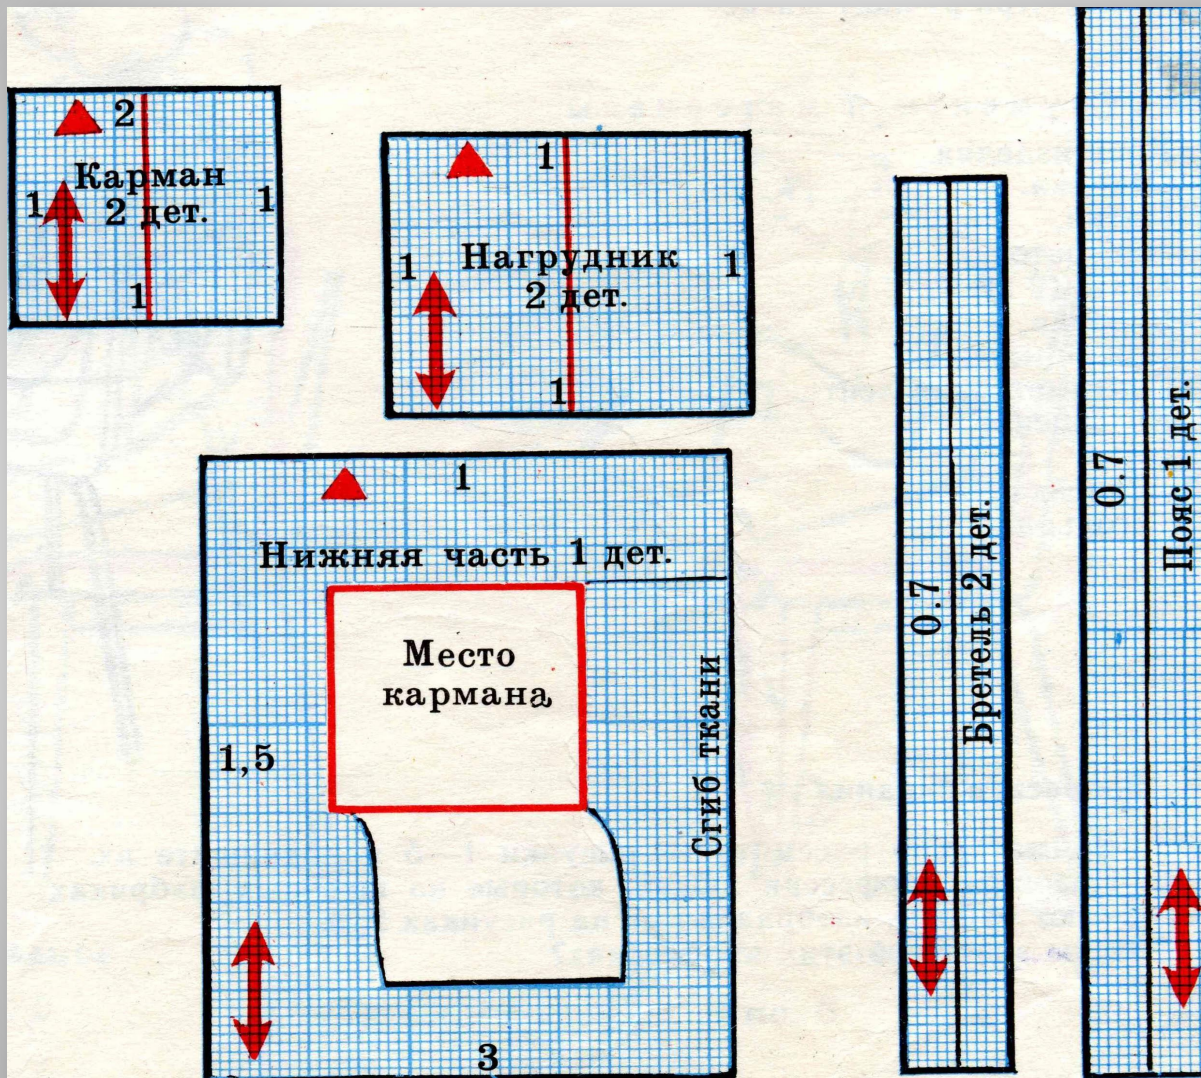 2
Карман
1 2 дет. 1
1
1
Нагрудник
1 1
2 дет.
1
1
Нижняя часть 1 дет.
Место
кармана
1,5
Сгиб ткани
3
0.7
Бретель 2 дет.
0.7
Пояс 1 дет.